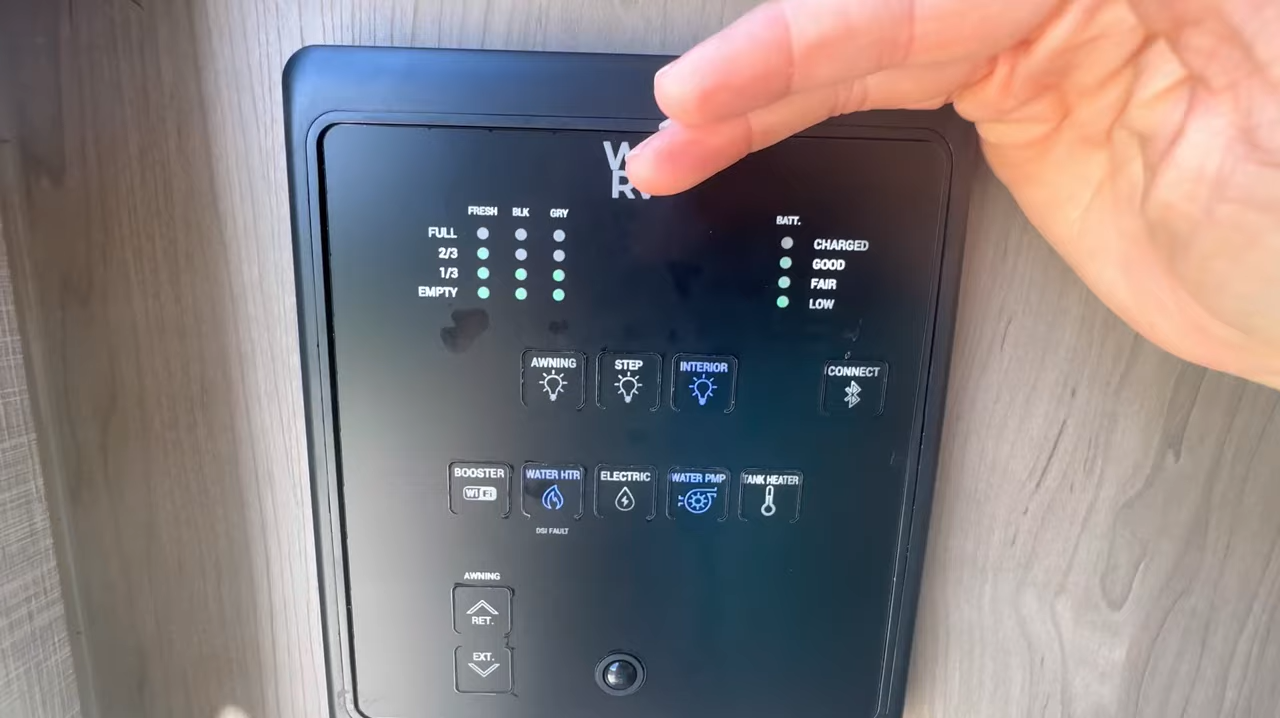 W
R
FRESH BLK GRY
FULL
2/3
1/3
EMPTY
BATT.
CHARGED
GOOD
FAIR
LOW
AWNING STEP INTERIOR CONNECT
BOOSTER WATER HTR ELECTRIC WATER PMP TANK HEATER
WiFi
DSI FAULT
AWNING
RET.
EXT.